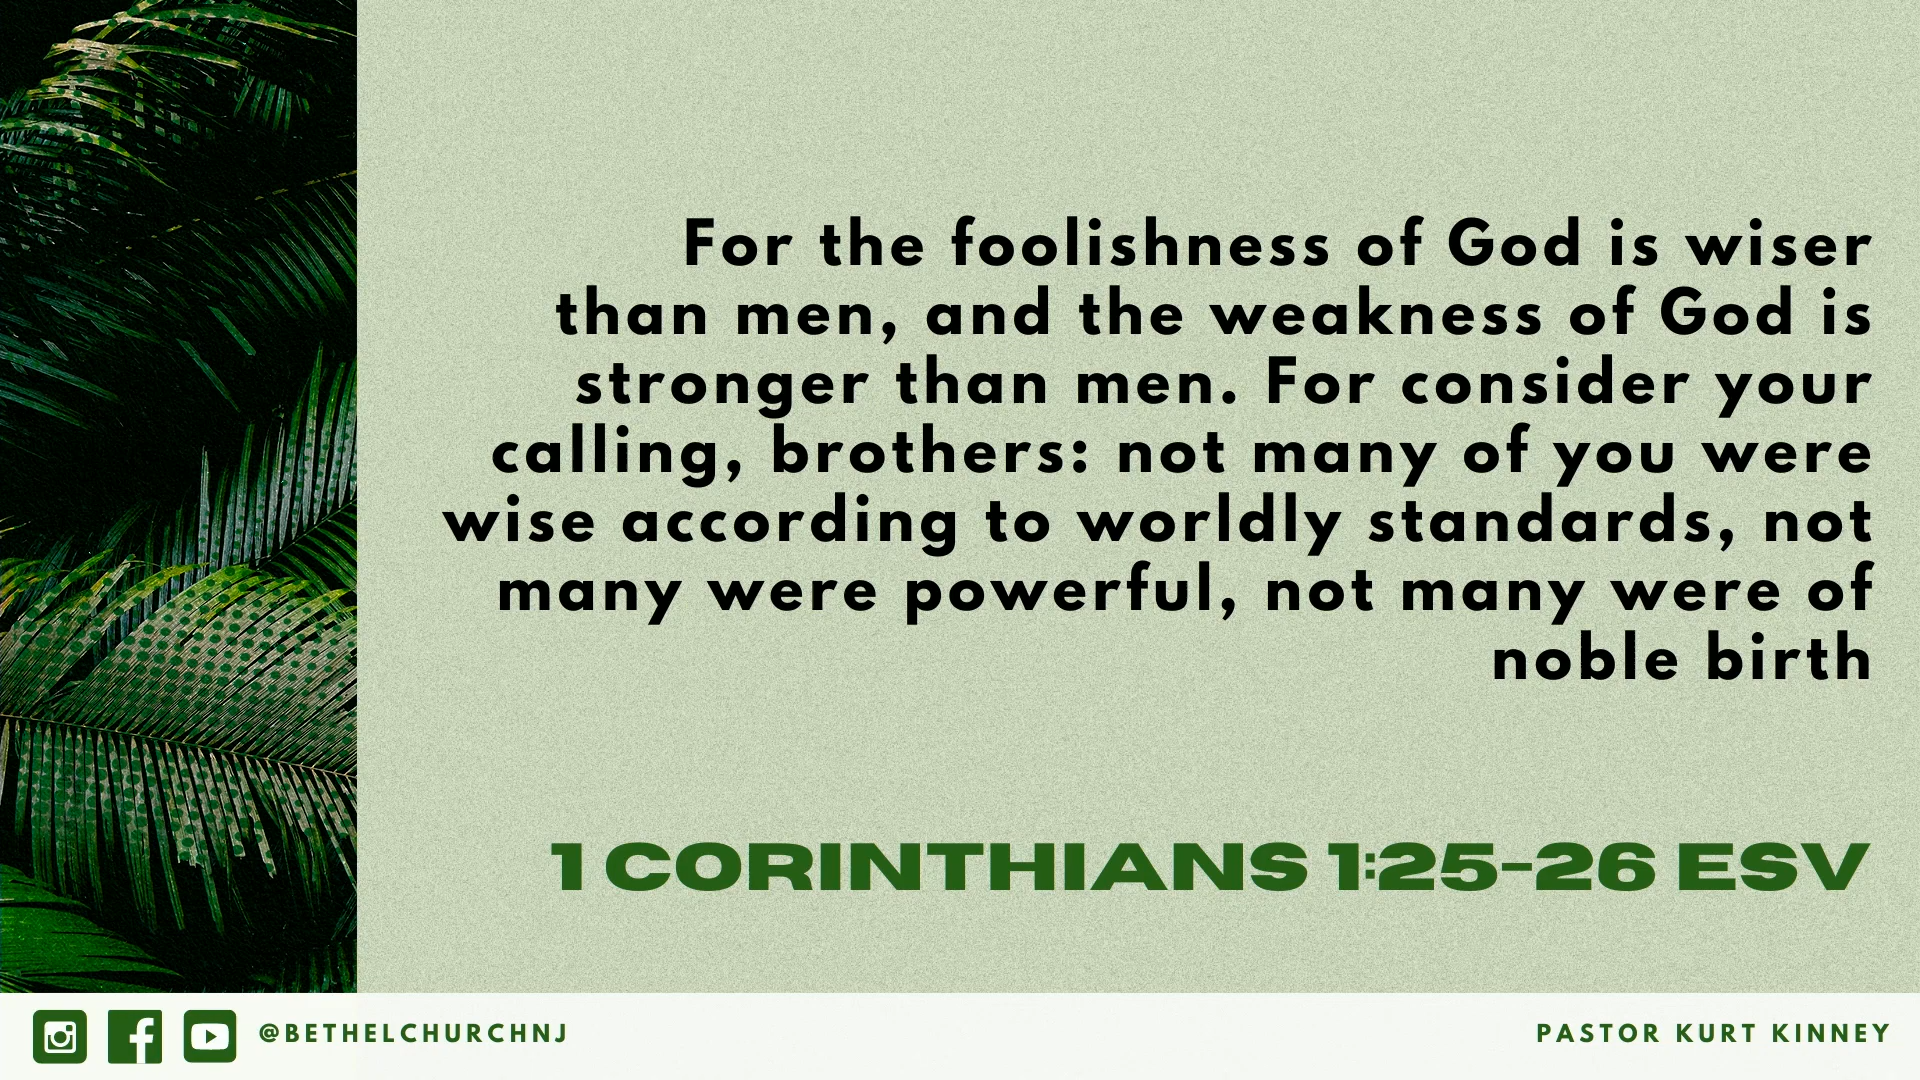 For the foolishness of God is wiser
than men, and the weakness of God is
stronger than men. For consider your
calling, brothers: not many of you were
wise according to worldly standards, not
many were powerful, not many were of
noble birth
1 CORINTHIANS 1:25-26 ESV
@BETHELCHURCHNJ
PASTOR KURT KINNEY